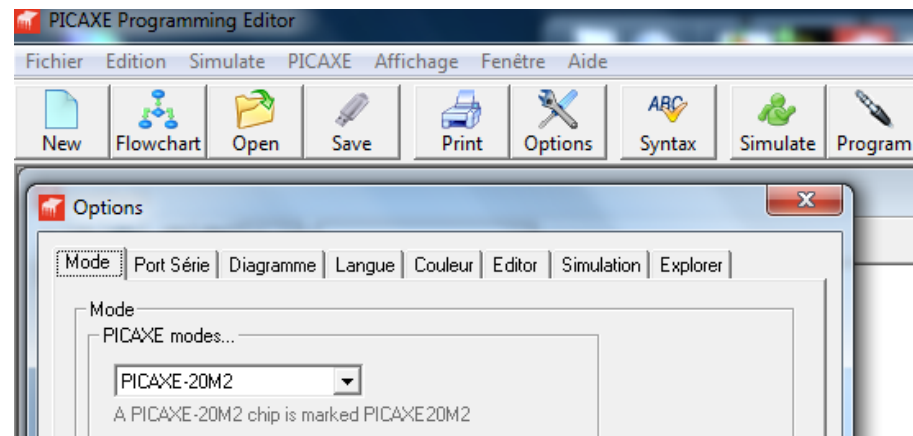 PICAXE Programming Editor
Fichier Edition Simulate PICAXE Affichage Fenêtre Aide
New Flowchart Open Save Print Options ABC Syntax Simulate Program
Options
Mode Port Série Diagramme Langue Couleur Editor Simulation Explorer
Mode
PICAXE modes...
PICAXE-20M2
A PICAXE-20M2 chip is marked PICAXE20M2